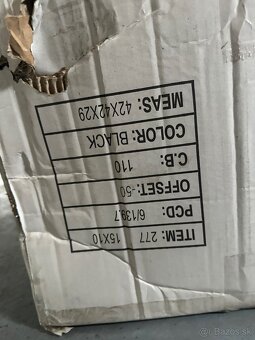 ITEM: 277 15X10
PCD: 6/139.7
OFFSET: -50
C.B: 110
COLOR: BLACK
MEAS: 42X42X29
Bazos.sk